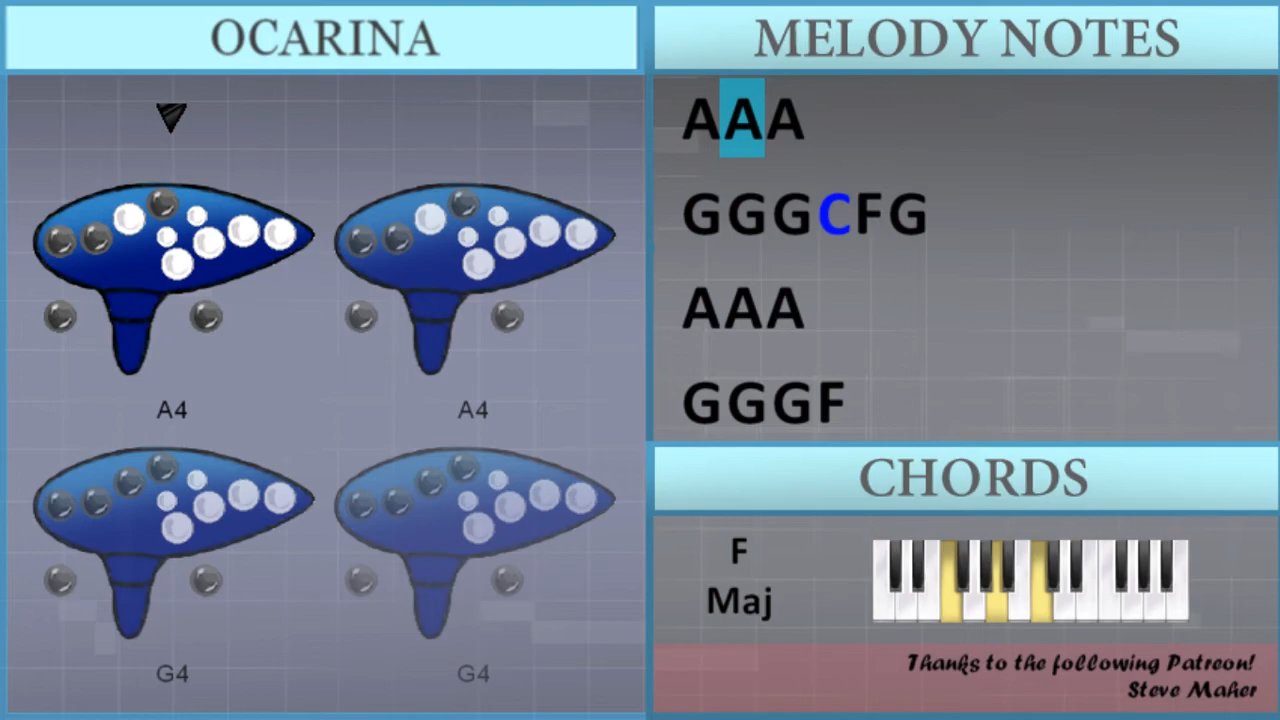 OCARINA
A4 A4
G4 G4
MELODY NOTES
AAA
GGGCFG
AAA
GGGF
CHORDS
F
Maj
Thanks to the following Patreon!
Steve Maher